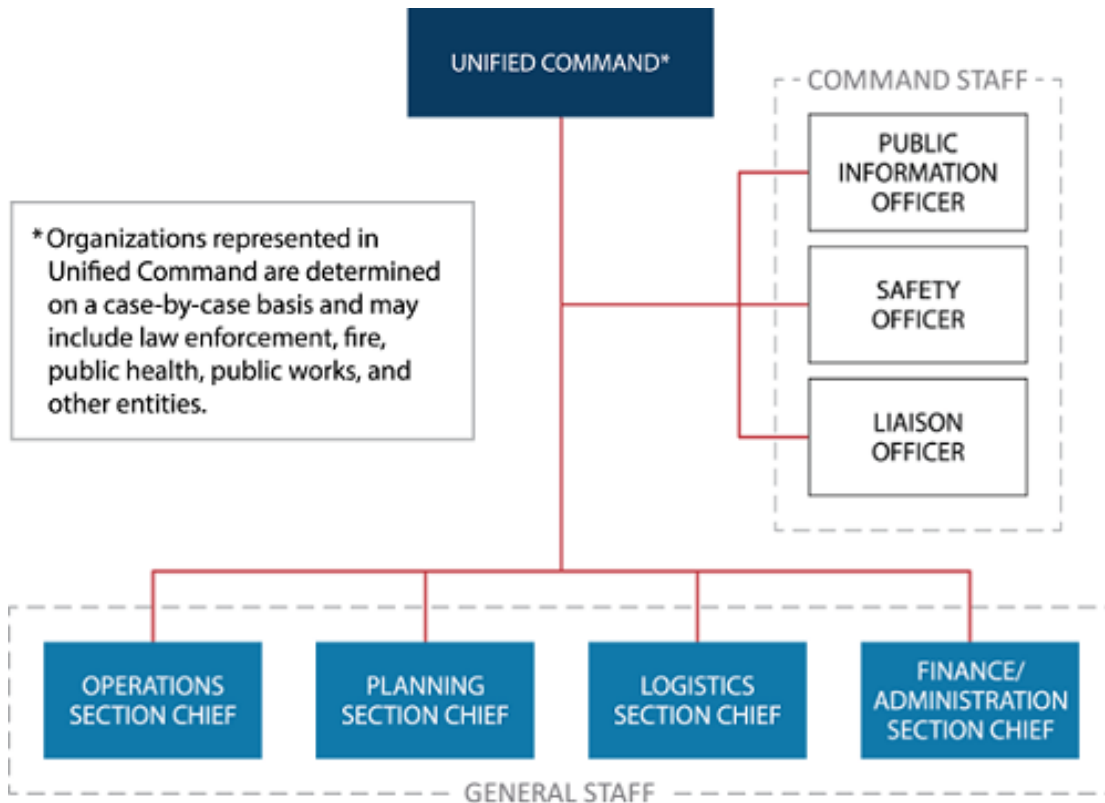 UNIFIED COMMAND*
COMMAND STAFF
PUBLIC
INFORMATION
OFFICER
SAFETY
OFFICER
LIAISON
OFFICER
* Organizations represented in
Unified Command are determined
on a case-by-case basis and may
include law enforcement, fire,
public health, public works, and
other entities.
OPERATIONS
SECTION CHIEF
PLANNING
SECTION CHIEF
LOGISTICS
SECTION CHIEF
FINANCE/
ADMINISTRATION
SECTION CHIEF
GENERAL STAFF